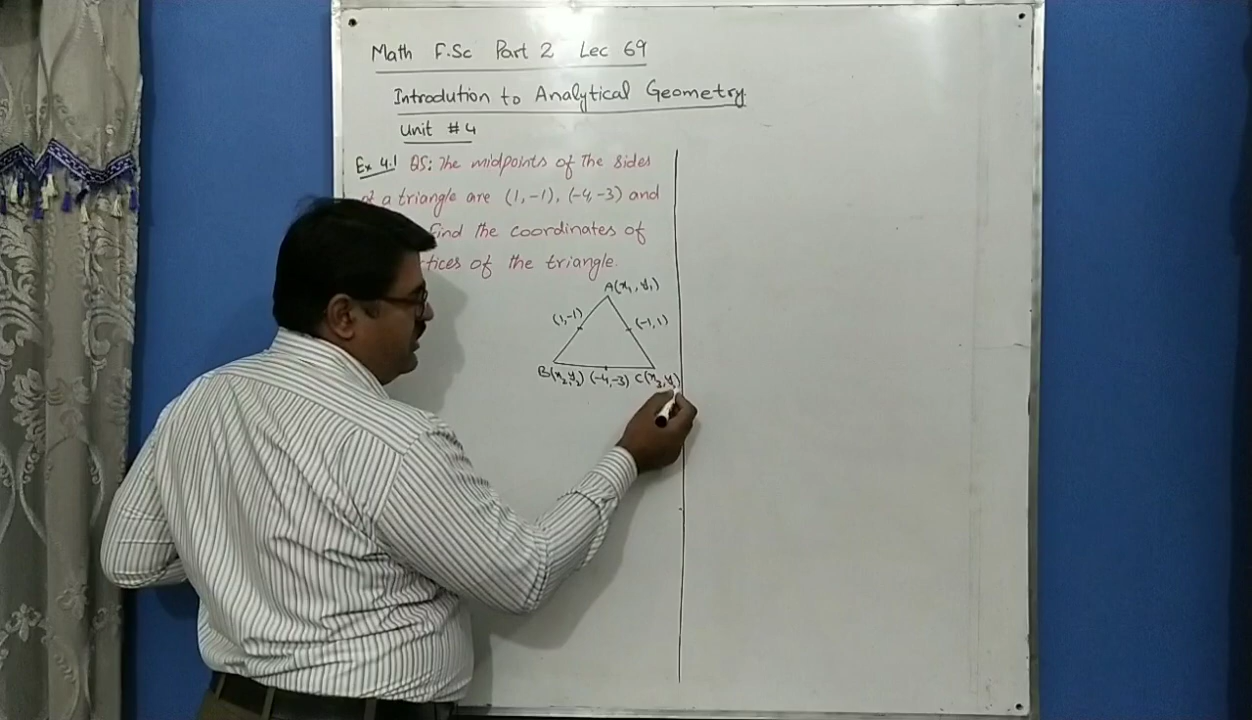 Math F.Sc Part 2 Lec 69
Introdution to Analytical Geometry
Unit # 4
Ex 4.1 Q5: The midpoints of the sides
of a triangle are (1, -1), (-4, -3) and
find the coordinates of
tices of the triangle.
A(x₁, y₁)
(1, -1) (-1, 1)
B(x₂, y₂) (-4, -3) C(x₃, y₃)